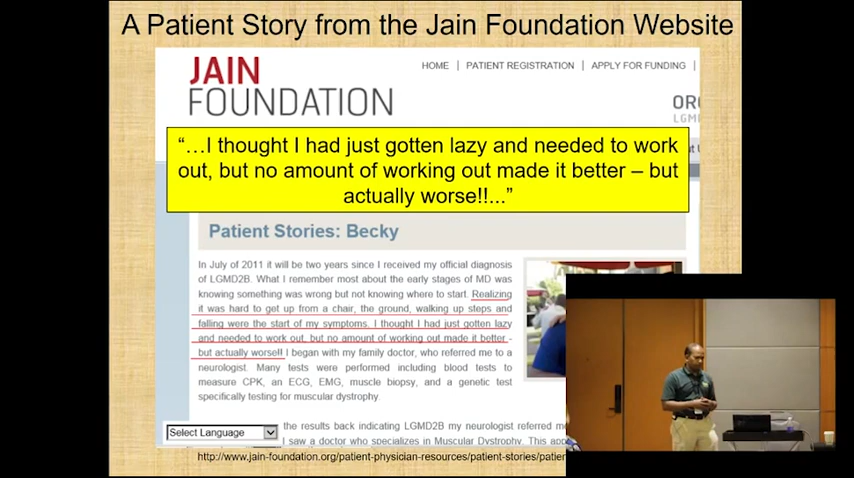 A Patient Story from the Jain Foundation Website
JAIN
FOUNDATION
HOME | PATIENT REGISTRATION | APPLY FOR FUNDING |
OR
LGM
“…I thought I had just gotten lazy and needed to work
out, but no amount of working out made it better – but
actually worse!!...”
Patient Stories: Becky
In July of 2011 it will be two years since I received my official diagnosis
of LGMD2B. What I remember most about the early stages of MD was
knowing something was wrong but not knowing where to start. Realizing
it was hard to get up from a chair, the ground, walking up steps and
falling were the start of my symptoms. I thought I had just gotten lazy
and needed to work out, but no amount of working out made it better -
but actually worse!! I began with my family doctor, who referred me to a
neurologist. Many tests were performed including blood tests to
measure CPK, an ECG, EMG, muscle biopsy, and a genetic test
specifically testing for muscular dystrophy.
Select Language
the results back indicating LGMD2B my neurologist referred me
I saw a doctor who specializes in Muscular Dystrophy. This
http://www.jain-foundation.org/patient-physician-resources/patient-stories/patie